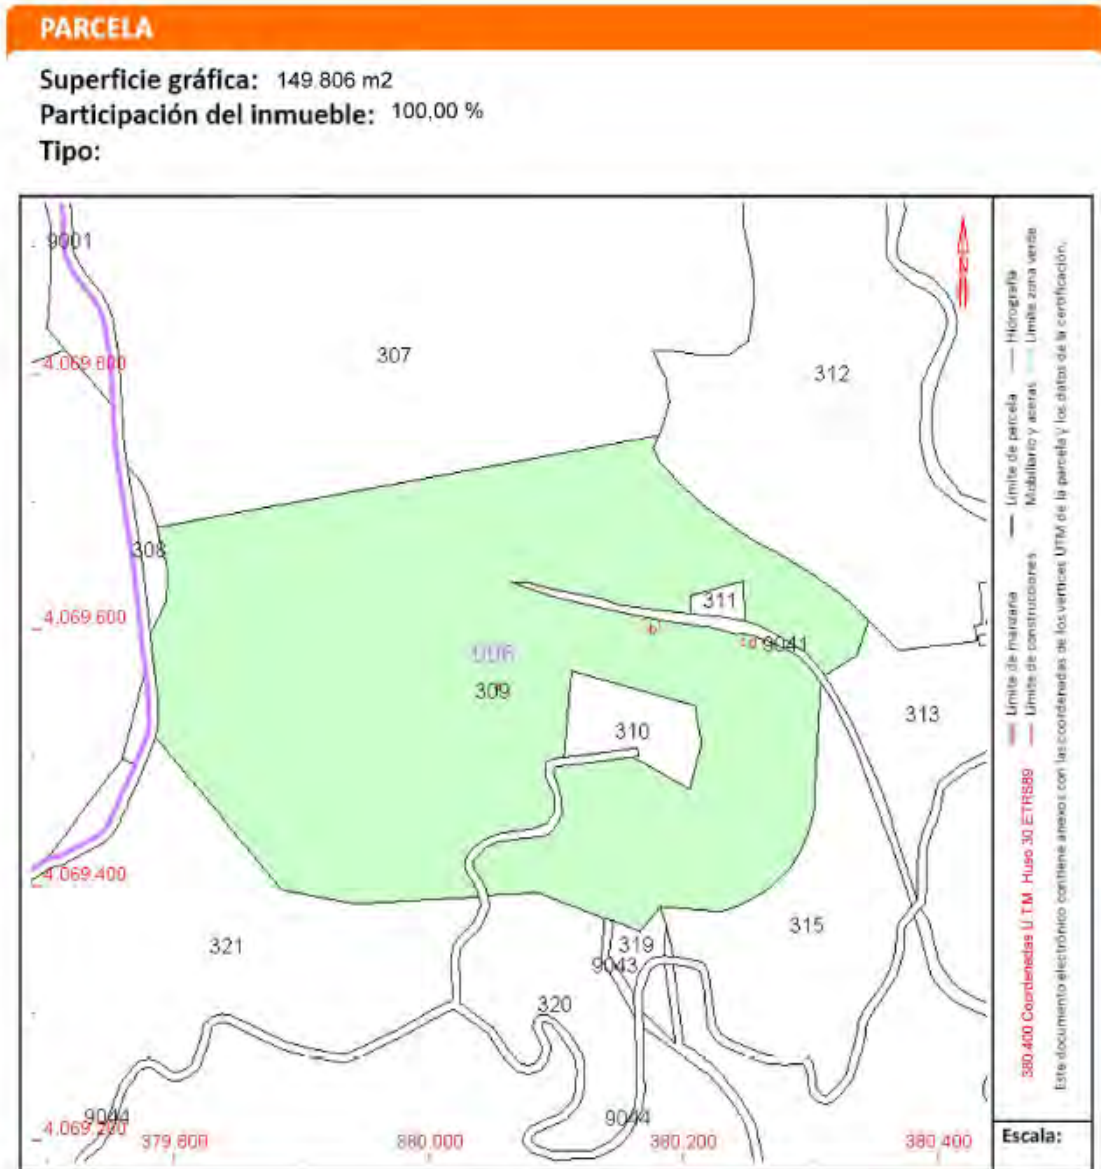 PARCELA
Superficie gráfica: 149.806 m2
Participación del inmueble: 100,00 %
Tipo:
9001
307
4.069.800
312
308
4.069.600
311
9041
309
310
313
4.069.400
321
315
319
9043
320
9044
9044
4.069.200
379.800
380.000
380.200
380.400
Límite de manzana
Límite de parcela
Hidrografía
380.400 Coordenadas U.T.M. Huso 30 ETRS89
Límite de construcciones
Mobiliario y aceras
Límite zona verde
Este documento electrónico contiene anexos con las coordenadas de los vértices UTM de la parcela y los datos de la certificación.
Escala: